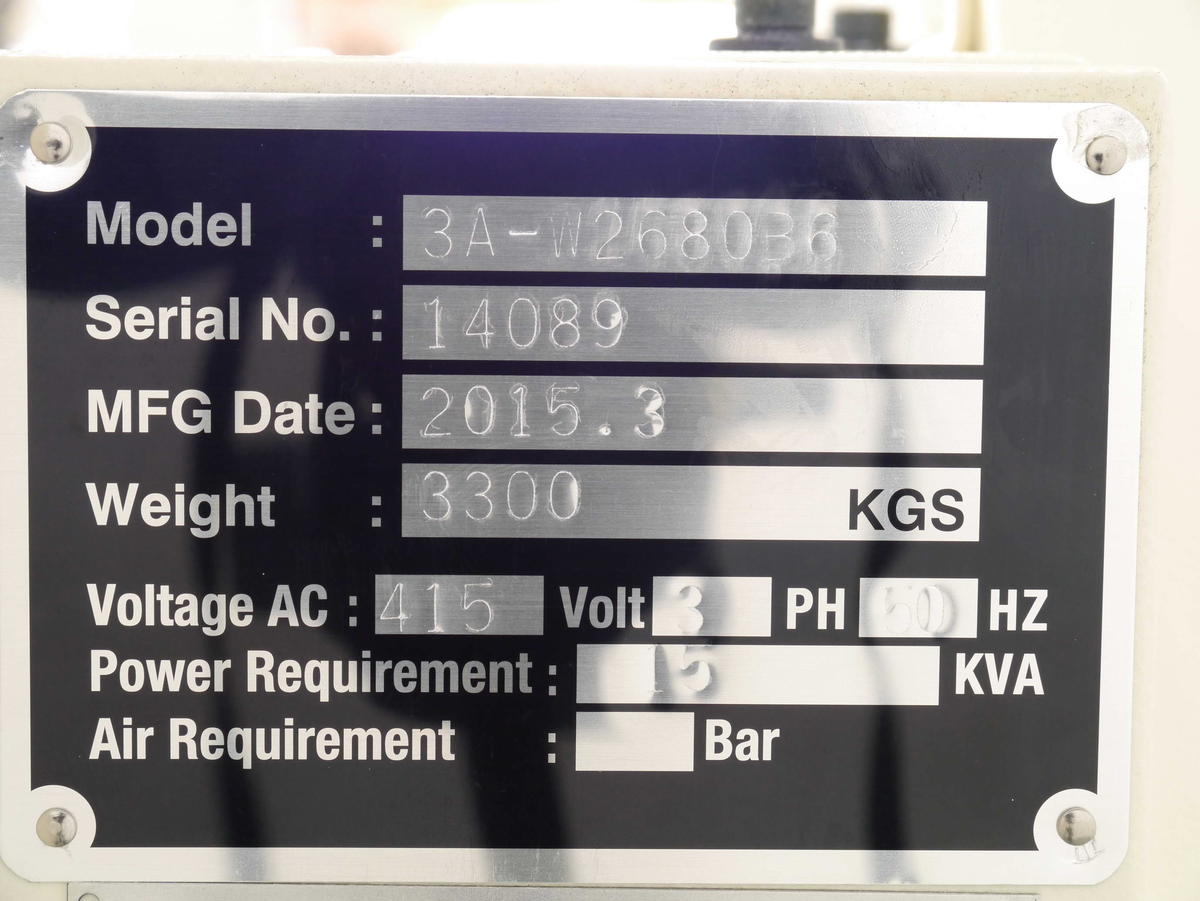 Model : 3A-W2680B6
Serial No. : 14089
MFG Date : 2015.3
Weight : 3300 KGS
Voltage AC : 415 Volt 3 PH 50 HZ
Power Requirement : 15 KVA
Air Requirement : Bar